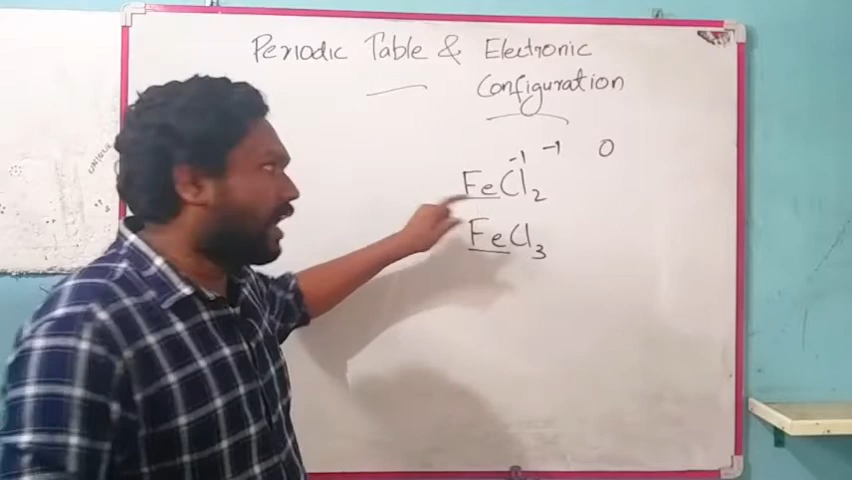 Periodic Table & Electronic
Configuration
-1 -1 0
FeCl2
FeCl3